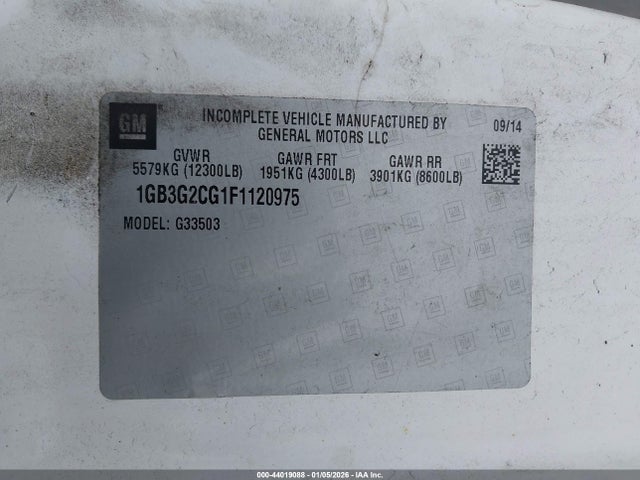 GM
INCOMPLETE VEHICLE MANUFACTURED BY
GENERAL MOTORS LLC
09/14
GVWR GAWR FRT GAWR RR
5579KG (12300LB) 1951KG (4300LB) 3901KG (8600LB)
1GB3G2CG1F1120975
MODEL: G33503
000-44019088 - 01/05/2026 - IAA Inc.